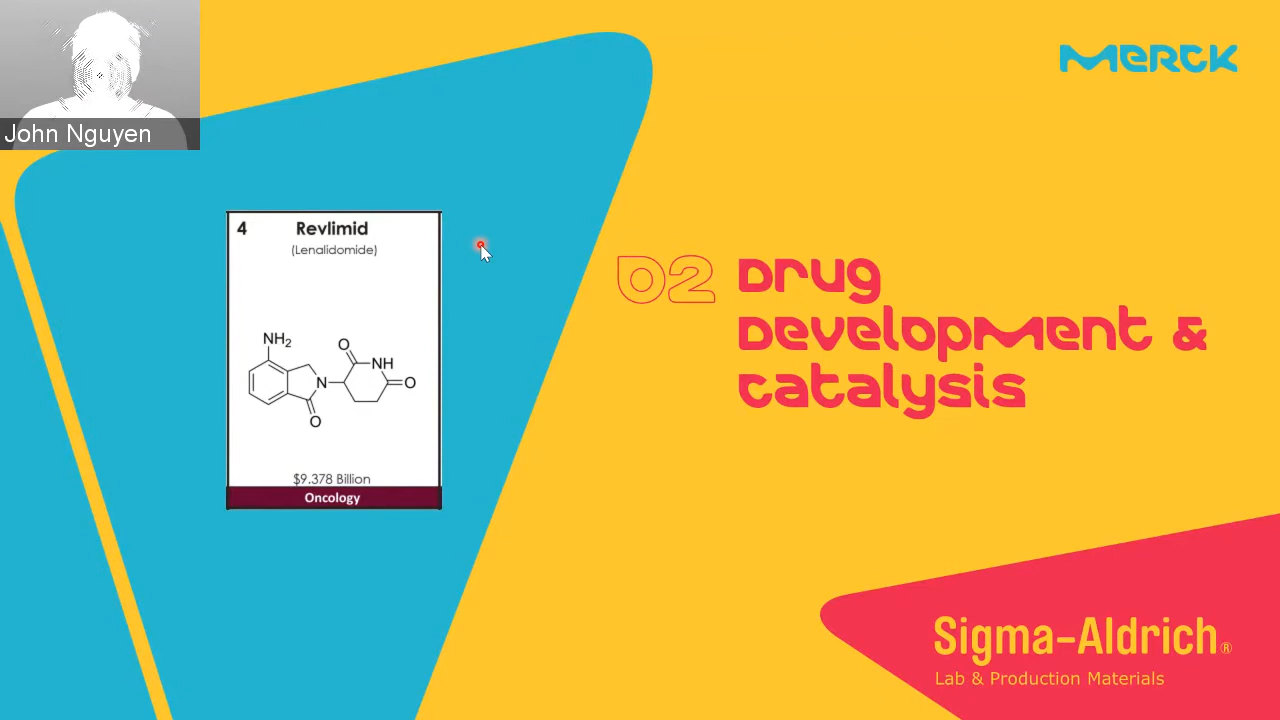 John Nguyen
MERCK
4 Revlimid
(Lenalidomide)
NH2
O
NH
N
O
O
$9.378 Billion
Oncology
02 Drug
Development &
Catalysis
Sigma-Aldrich®
Lab & Production Materials